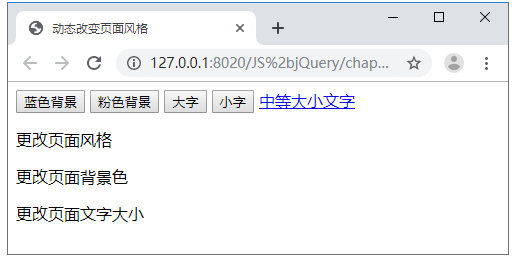 动态改变页面风格
127.0.0.1:8020/JS%2bjQuery/chap...
蓝色背景 粉色背景 大字 小字 中等大小文字
更改页面风格
更改页面背景色
更改页面文字大小